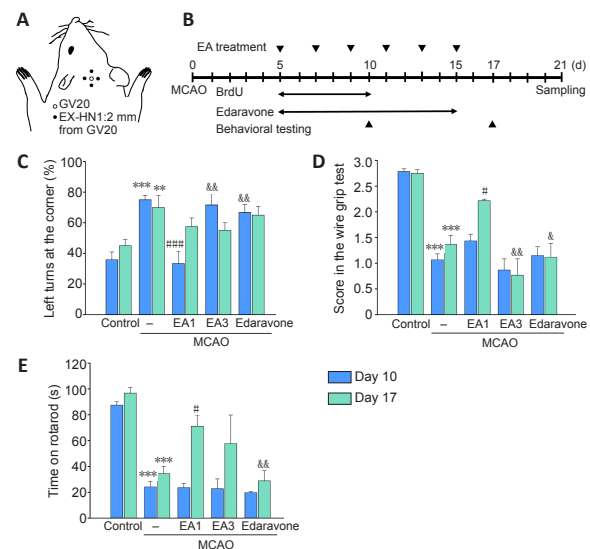 A
GV20
EX-HN1:2 mm
from GV20
B
EA treatment
0 5 10 15 17 21 (d)
MCAO
Sampling
BrdU
Edaravone
Behavioral testing
C
Left turns at the corner (%)
100
80
60
40
20
0
*** ** ### && &&
Control – EA1 EA3 Edaravone
MCAO
D
Score in the wire grip test
3.0
2.5
2.0
1.5
1.0
0.5
0.0
*** *** # && &
Control – EA1 EA3 Edaravone
MCAO
E
Time on rotarod (s)
120
100
80
60
40
20
0
*** *** # &&
Control – EA1 EA3 Edaravone
MCAO
Day 10
Day 17